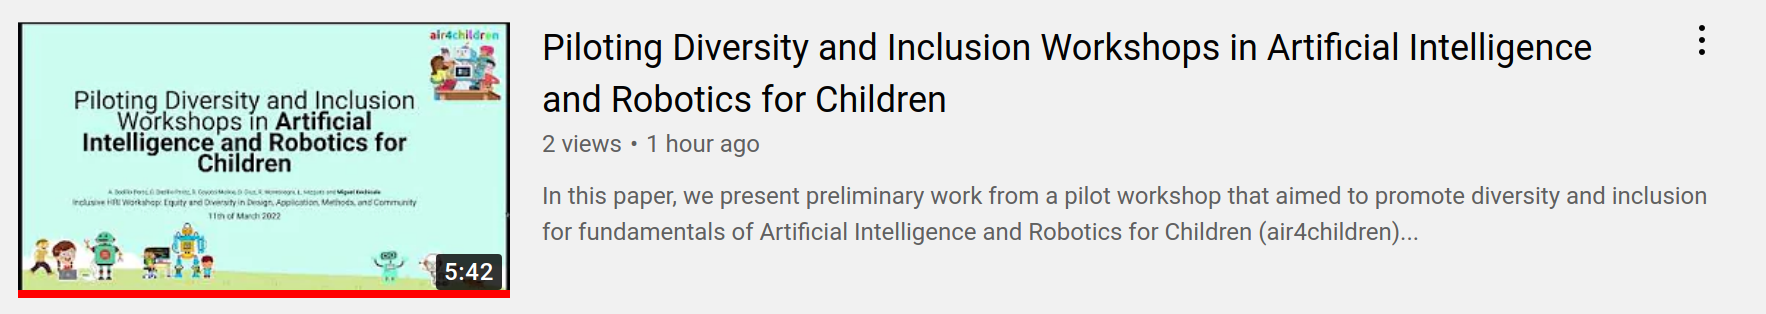 air4children
Piloting Diversity and Inclusion
Workshops in Artificial
Intelligence and Robotics for
Children
Inclusive HRI Workshop: Equity and Diversity in Design, Application, Methods, and Community
11th of March 2022
5:42
Piloting Diversity and Inclusion Workshops in Artificial Intelligence
and Robotics for Children
2 views • 1 hour ago
In this paper, we present preliminary work from a pilot workshop that aimed to promote diversity and inclusion
for fundamentals of Artificial Intelligence and Robotics for Children (air4children)...